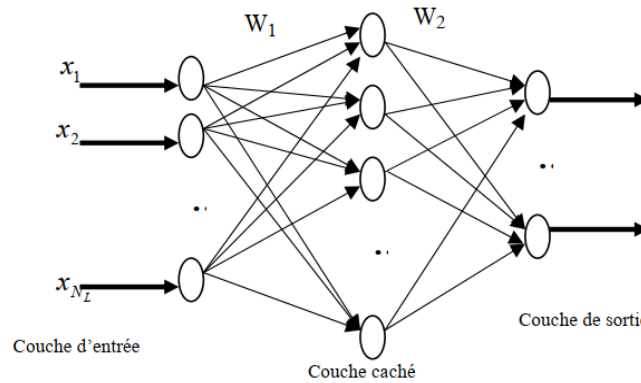 W1
W2
x1
x2
xNL
Couche d'entrée
Couche caché
Couche de sortie